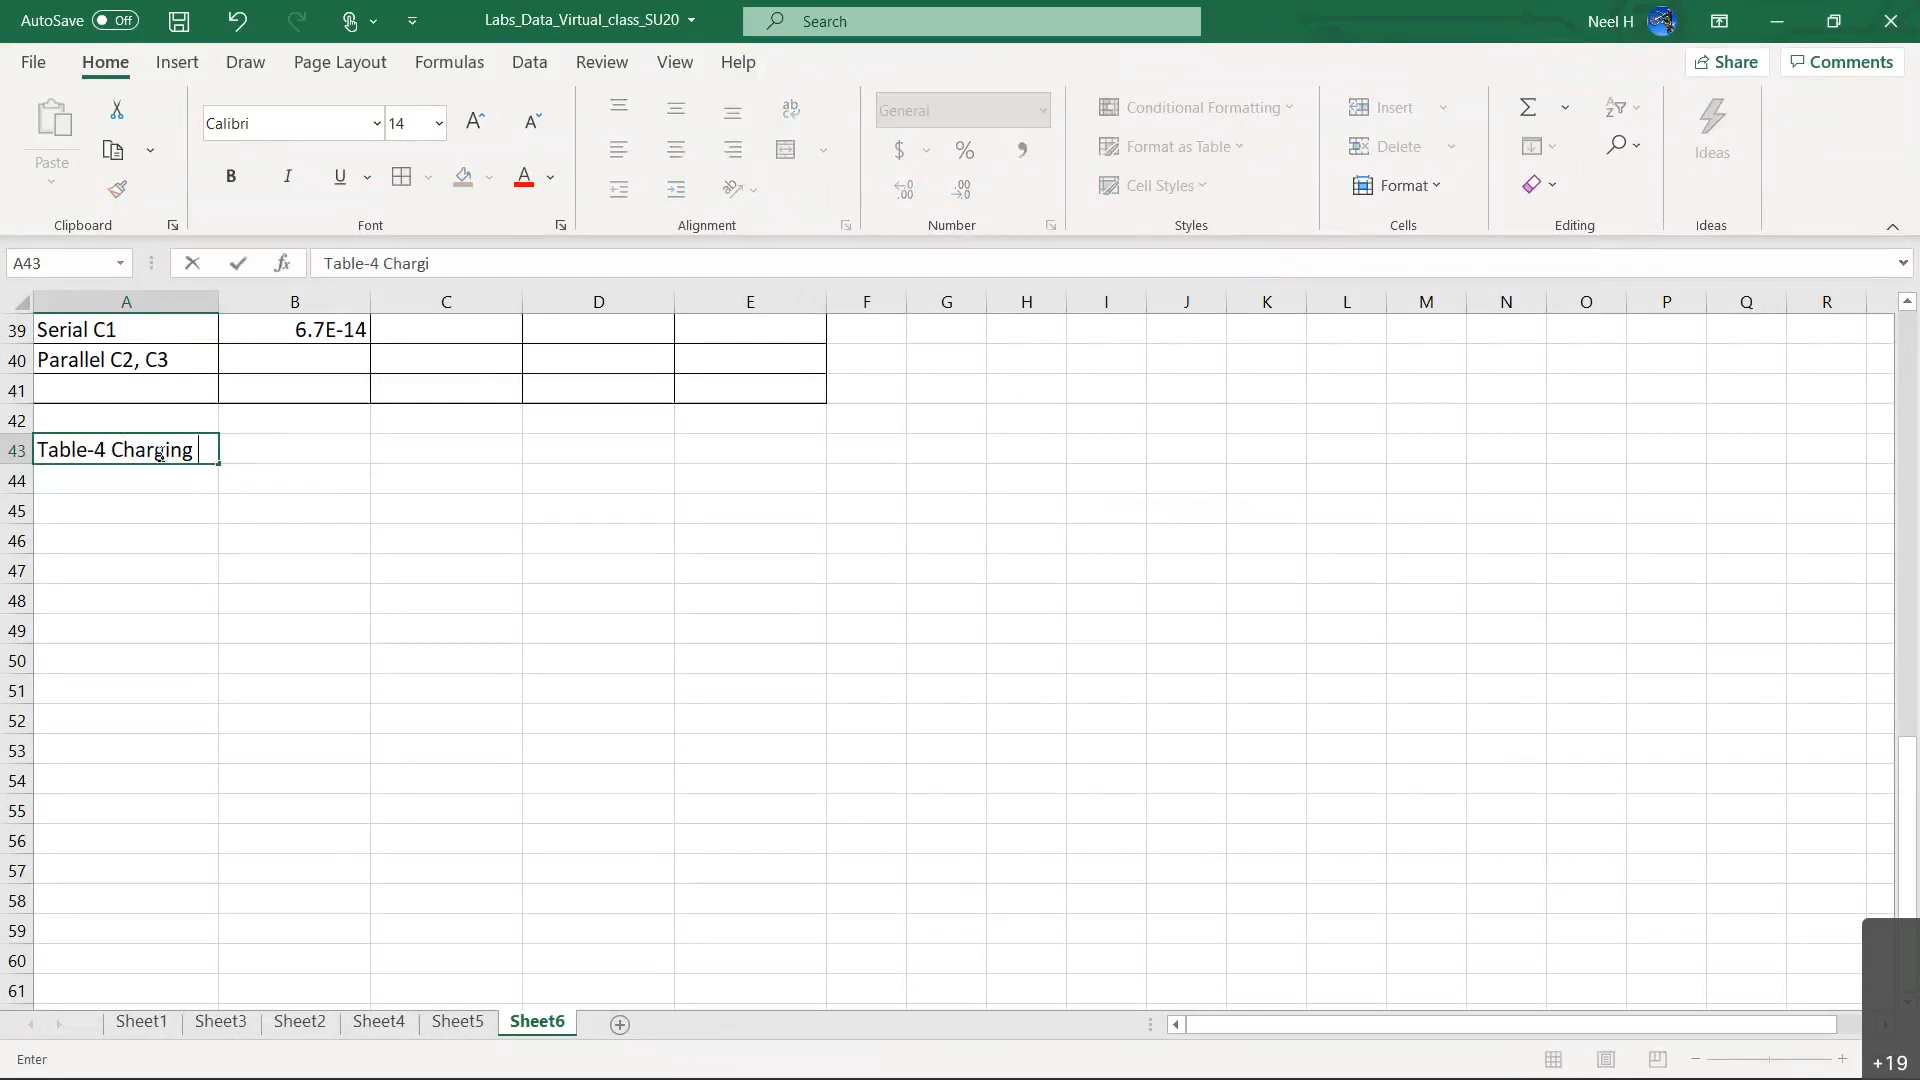 AutoSave Off Labs_Data_Virtual_class_SU20 Search Neel H
File Home Insert Draw Page Layout Formulas Data Review View Help Share Comments
Calibri 14 ab General Conditional Formatting Insert
Paste $ % Format as Table Delete Ideas
B I U A Cell Styles Format
Clipboard Font Alignment Number Styles Cells Editing Ideas
A43 fx Table-4 Chargi
A B C D E F G H I J K L M N O P Q R
39 Serial C1 6.7E-14
40 Parallel C2, C3
41
42
43 Table-4 Charging
44
45
46
47
48
49
50
51
52
53
54
55
56
57
58
59
60
61
Sheet1 Sheet3 Sheet2 Sheet4 Sheet5 Sheet6
Enter +19